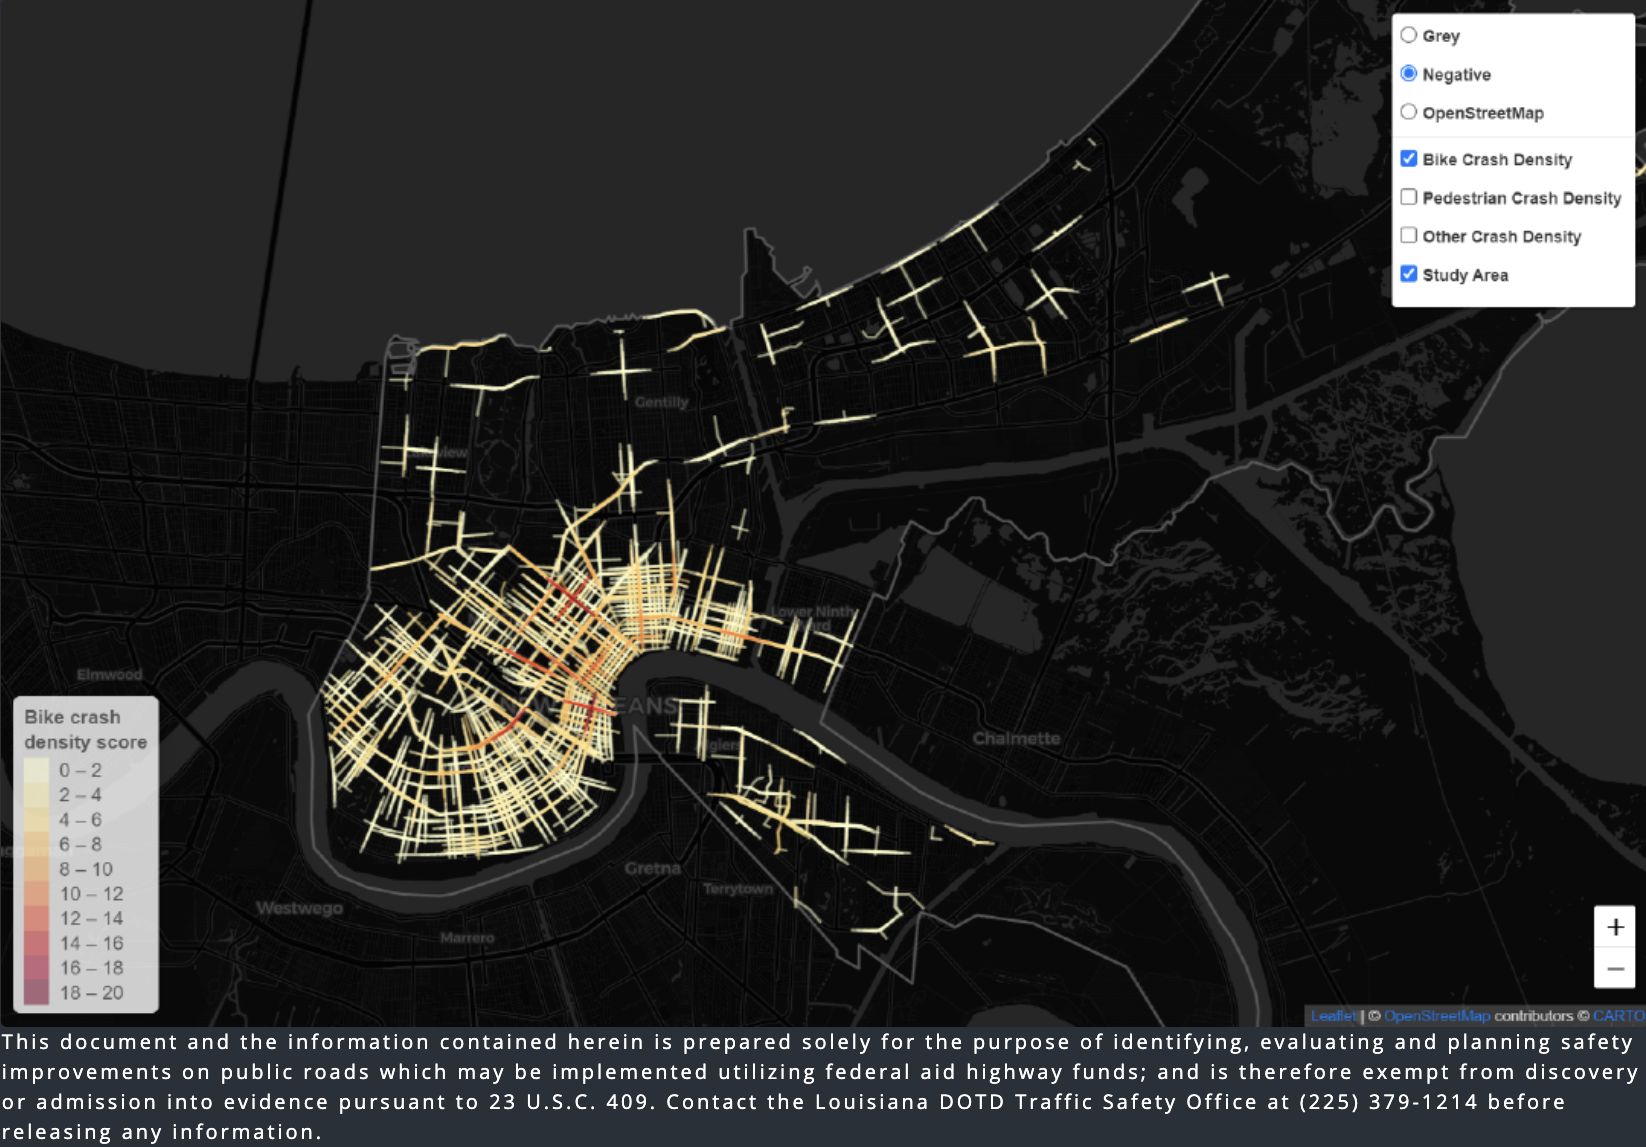 Grey
Negative
OpenStreetMap
Bike Crash Density
Pedestrian Crash Density
Other Crash Density
Study Area
Gentilly
Lower Ninth
Elmwood
Chalmette
Gretna
Terrytown
Westwego
Marrero
Bike crash
density score
0 – 2
2 – 4
4 – 6
6 – 8
8 – 10
10 – 12
12 – 14
14 – 16
16 – 18
18 – 20
+
−
Leaflet | © OpenStreetMap contributors © CARTO
This document and the information contained herein is prepared solely for the purpose of identifying, evaluating and planning safety
improvements on public roads which may be implemented utilizing federal aid highway funds; and is therefore exempt from discovery
or admission into evidence pursuant to 23 U.S.C. 409. Contact the Louisiana DOTD Traffic Safety Office at (225) 379-1214 before
releasing any information.